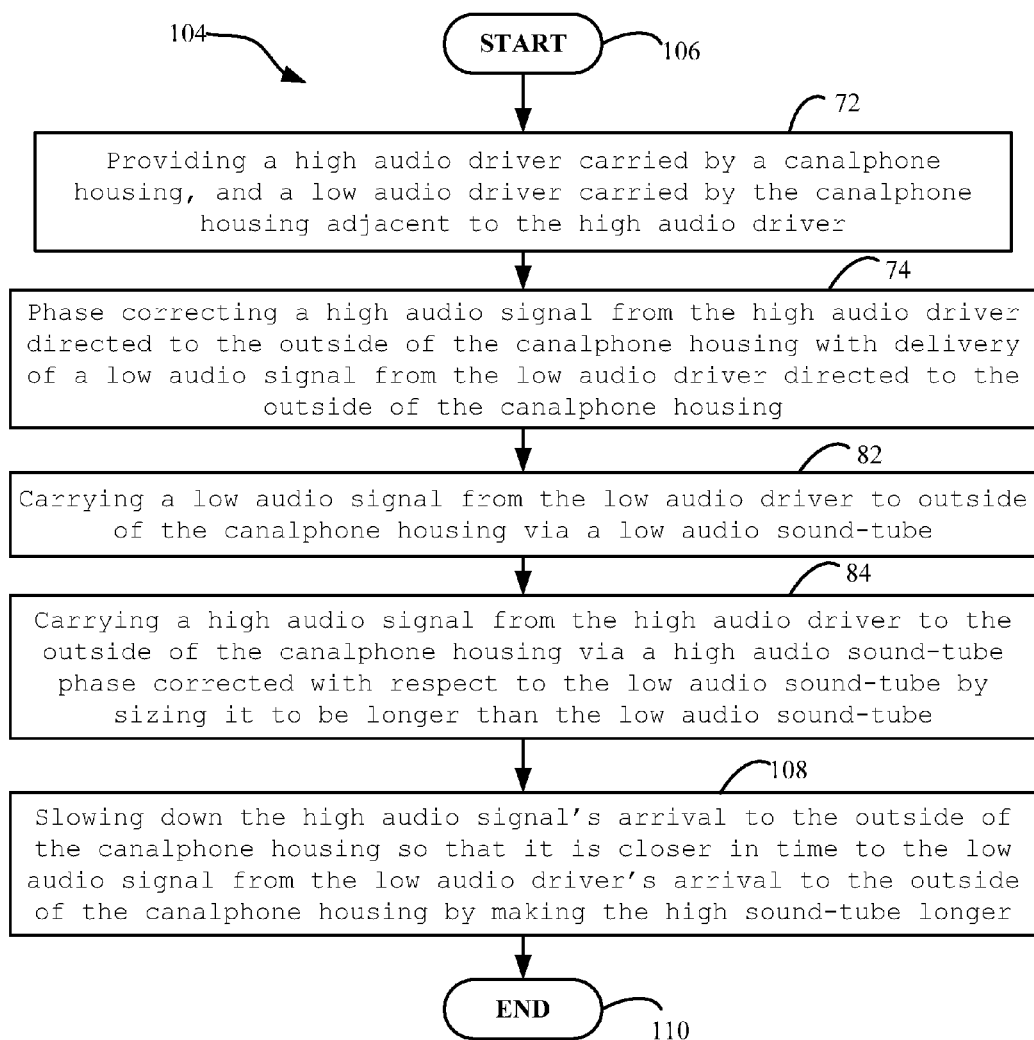 104
START
106
72
Providing a high audio driver carried by a canalphone
housing, and a low audio driver carried by the canalphone
housing adjacent to the high audio driver
74
Phase correcting a high audio signal from the high audio driver
directed to the outside of the canalphone housing with delivery
of a low audio signal from the low audio driver directed to the
outside of the canalphone housing
82
Carrying a low audio signal from the low audio driver to outside
of the canalphone housing via a low audio sound-tube
84
Carrying a high audio signal from the high audio driver to the
outside of the canalphone housing via a high audio sound-tube
phase corrected with respect to the low audio sound-tube by
sizing it to be longer than the low audio sound-tube
108
Slowing down the high audio signal’s arrival to the outside of
the canalphone housing so that it is closer in time to the low
audio signal from the low audio driver’s arrival to the outside
of the canalphone housing by making the high sound-tube longer
END
110